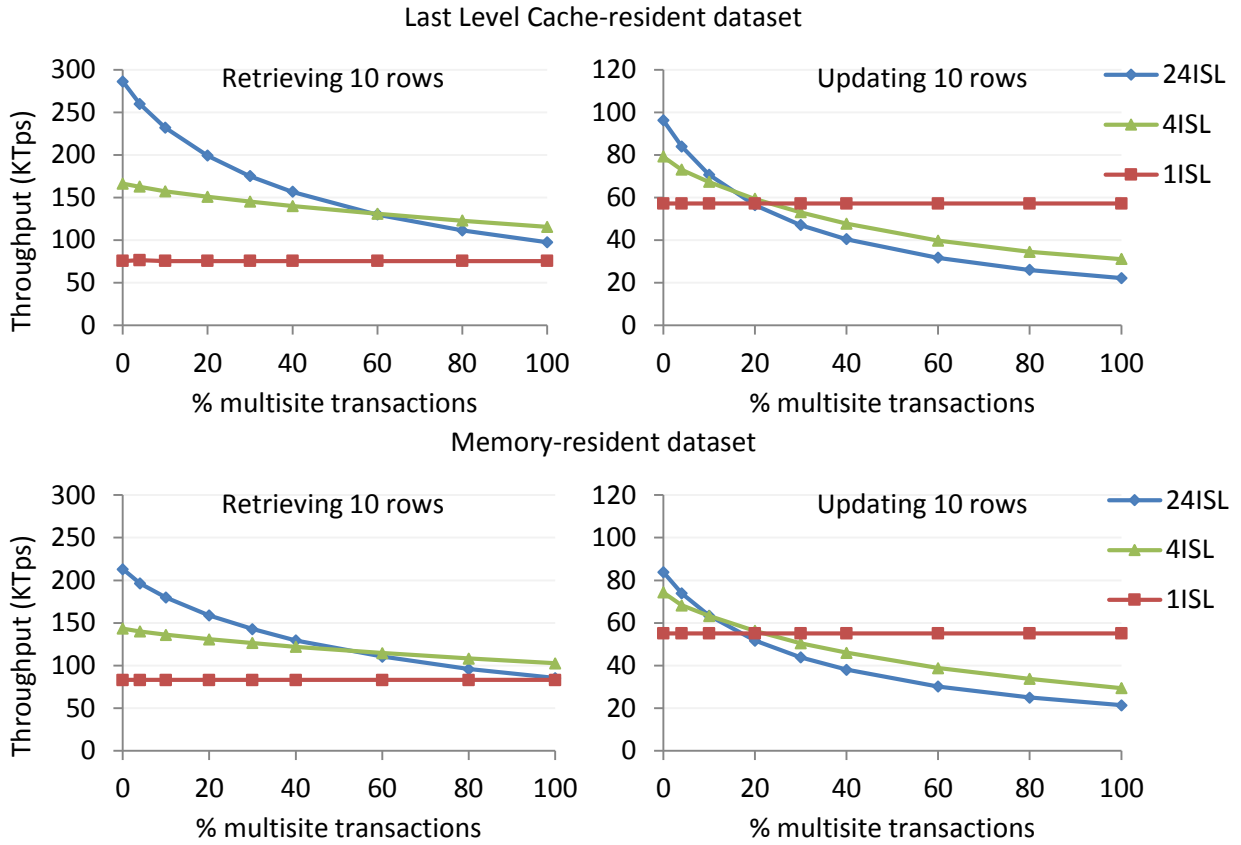 Last Level Cache-resident dataset
Retrieving 10 rows
Throughput (KTps)
300
250
200
150
100
50
0
0 20 40 60 80 100
% multisite transactions
Updating 10 rows
120
100
80
60
40
20
0
0 20 40 60 80 100
% multisite transactions
24ISL
4ISL
1ISL
Memory-resident dataset
Retrieving 10 rows
Throughput (KTps)
300
250
200
150
100
50
0
0 20 40 60 80 100
% multisite transactions
Updating 10 rows
120
100
80
60
40
20
0
0 20 40 60 80 100
% multisite transactions
24ISL
4ISL
1ISL